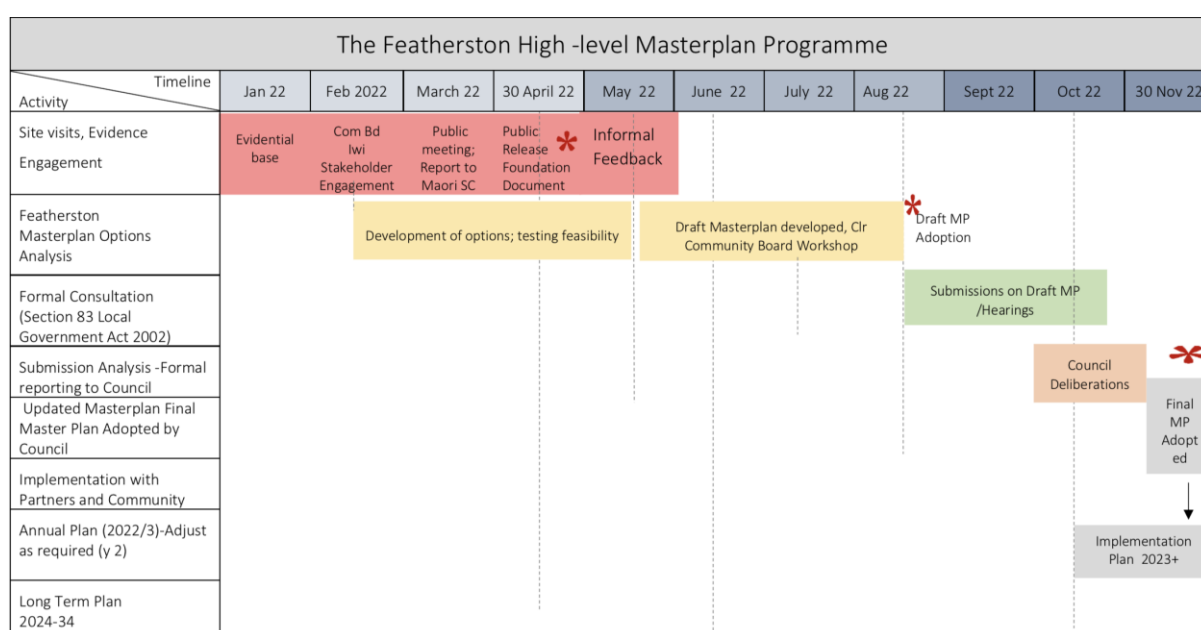 The Featherston High -level Masterplan Programme
Timeline
Activity
Jan 22
Feb 2022
March 22
30 April 22
May 22
June 22
July 22
Aug 22
Sept 22
Oct 22
30 Nov 22
Site visits, Evidence
Engagement
Evidential
base
Com Bd
Iwi
Stakeholder
Engagement
Public
meeting;
Report to
Maori SC
Public
Release
Foundation
Document
*
Informal
Feedback
Featherston
Masterplan Options
Analysis
Development of options; testing feasibility
Draft Masterplan developed, Clr
Community Board Workshop
*
Draft MP
Adoption
Formal Consultation
(Section 83 Local
Government Act 2002)
Submissions on Draft MP
/Hearings
Submission Analysis -Formal
reporting to Council
Council
Deliberations
*
Updated Masterplan Final
Master Plan Adopted by
Council
Final
MP
Adopt
ed
Implementation with
Partners and Community
Annual Plan (2022/3)-Adjust
as required (y 2)
Implementation
Plan 2023+
Long Term Plan
2024-34